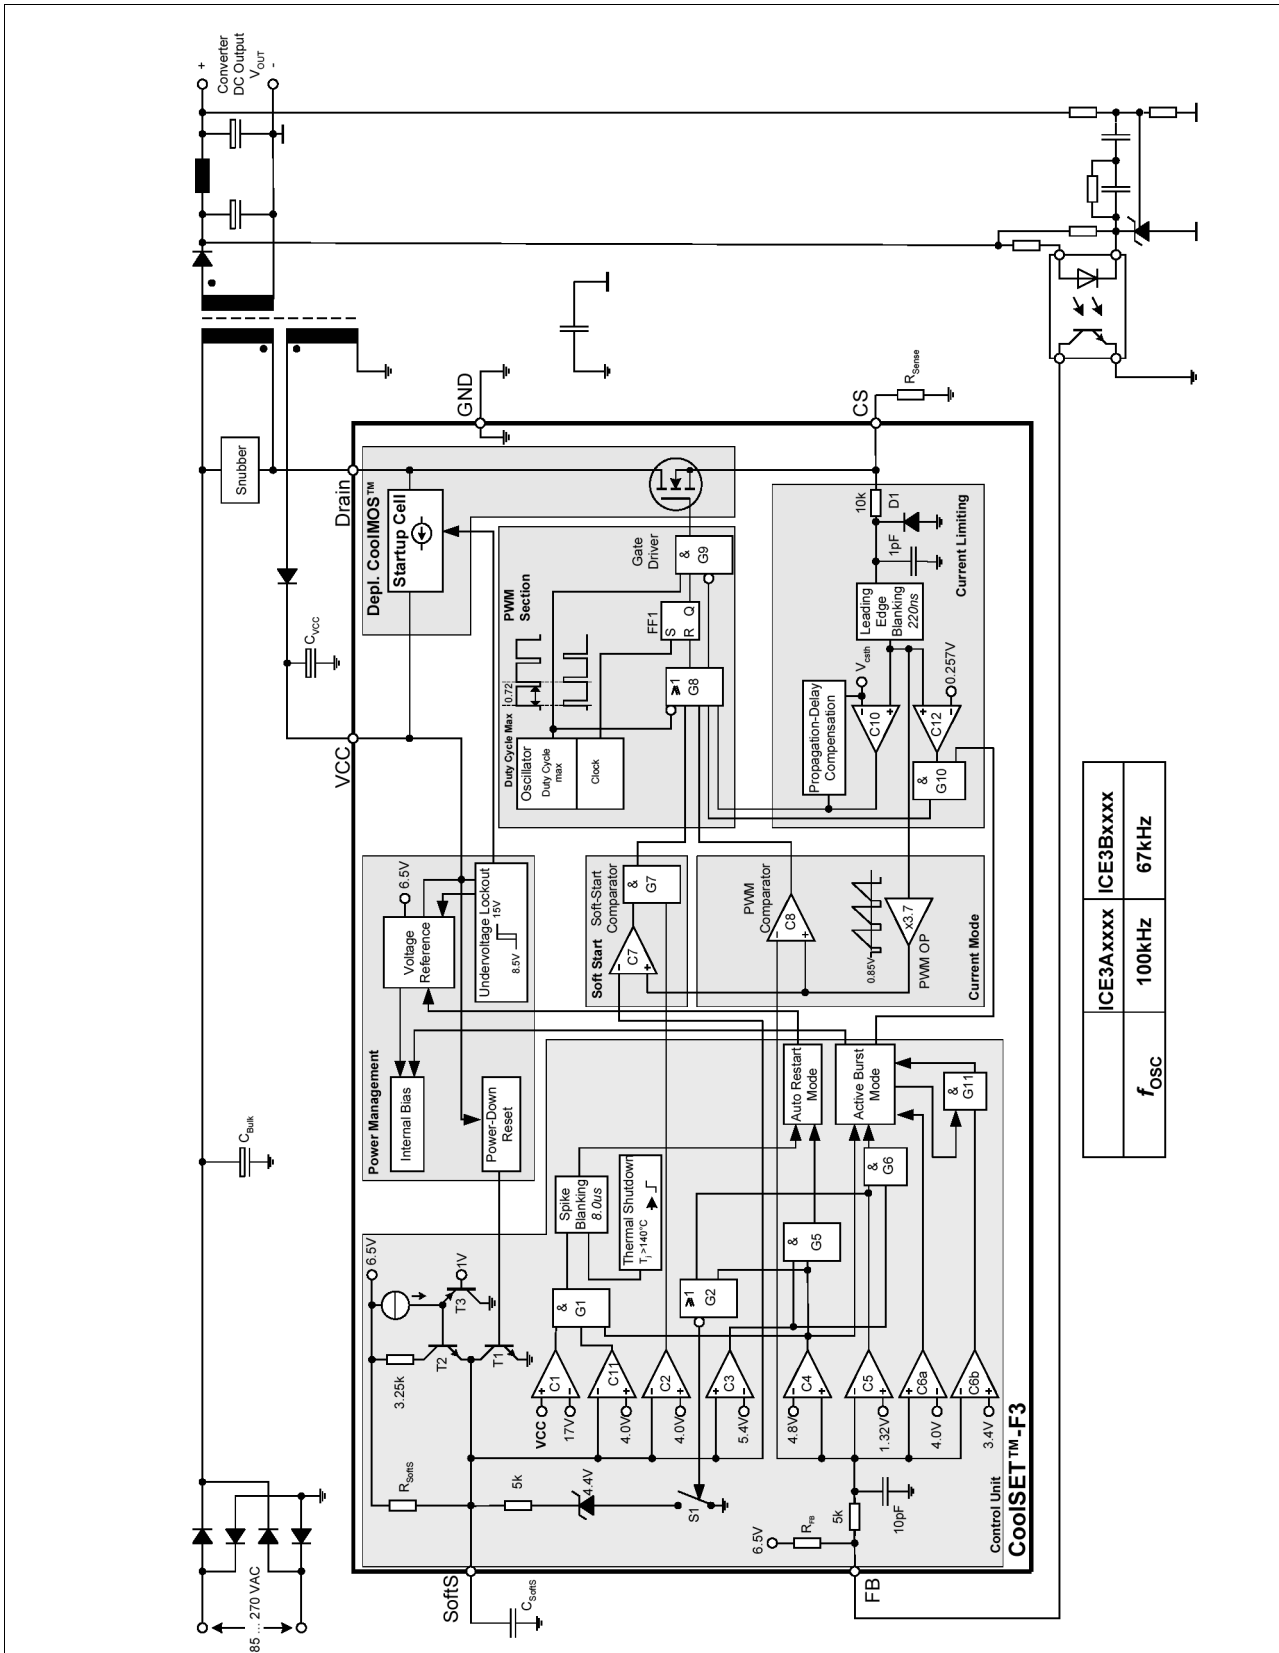 85 ... 270 VAC
C_Bulk
Snubber
+
Converter
DC Output
V_OUT
-
C_VCC
VCC
Drain
GND
CS
R_Sense
SoftS
C_SoftS
FB
Power Management
Internal Bias
Voltage
Reference
6.5V
Power-Down
Reset
Undervoltage Lockout
15V
8.5V
Depl. CoolMOS™
Startup Cell
PWM
Section
Duty Cycle Max
0.72
Oscillator
Duty Cycle
max
Clock
Gate
Driver
FF1
S
R
Q
&
G9
≥1
G8
Soft Start
Soft-Start
Comparator
C7
&
G7
PWM
Comparator
C8
0.85V
x3.7
PWM OP
Current Mode
Propagation-Delay
Compensation
V_csth
C10
C12
0.257V
&
G10
Leading
Edge
Blanking
220ns
10k
D1
1pF
Current Limiting
6.5V
3.25k
R_SoftS
T2
T3
T1
1V
5k
4.4V
S1
VCC
17V
C1
4.0V
C11
4.0V
C2
5.4V
C3
4.8V
C4
1.32V
C5
4.0V
C6a
3.4V
C6b
&
G1
Spike
Blanking
8.0us
Thermal Shutdown
T_j >140°C
≥1
G2
&
G5
&
G6
&
G11
Auto Restart
Mode
Active Burst
Mode
6.5V
R_FB
5k
10pF
Control Unit
CoolSET™-F3
ICE3Axxxx ICE3Bxxxx
f_OSC 100kHz 67kHz